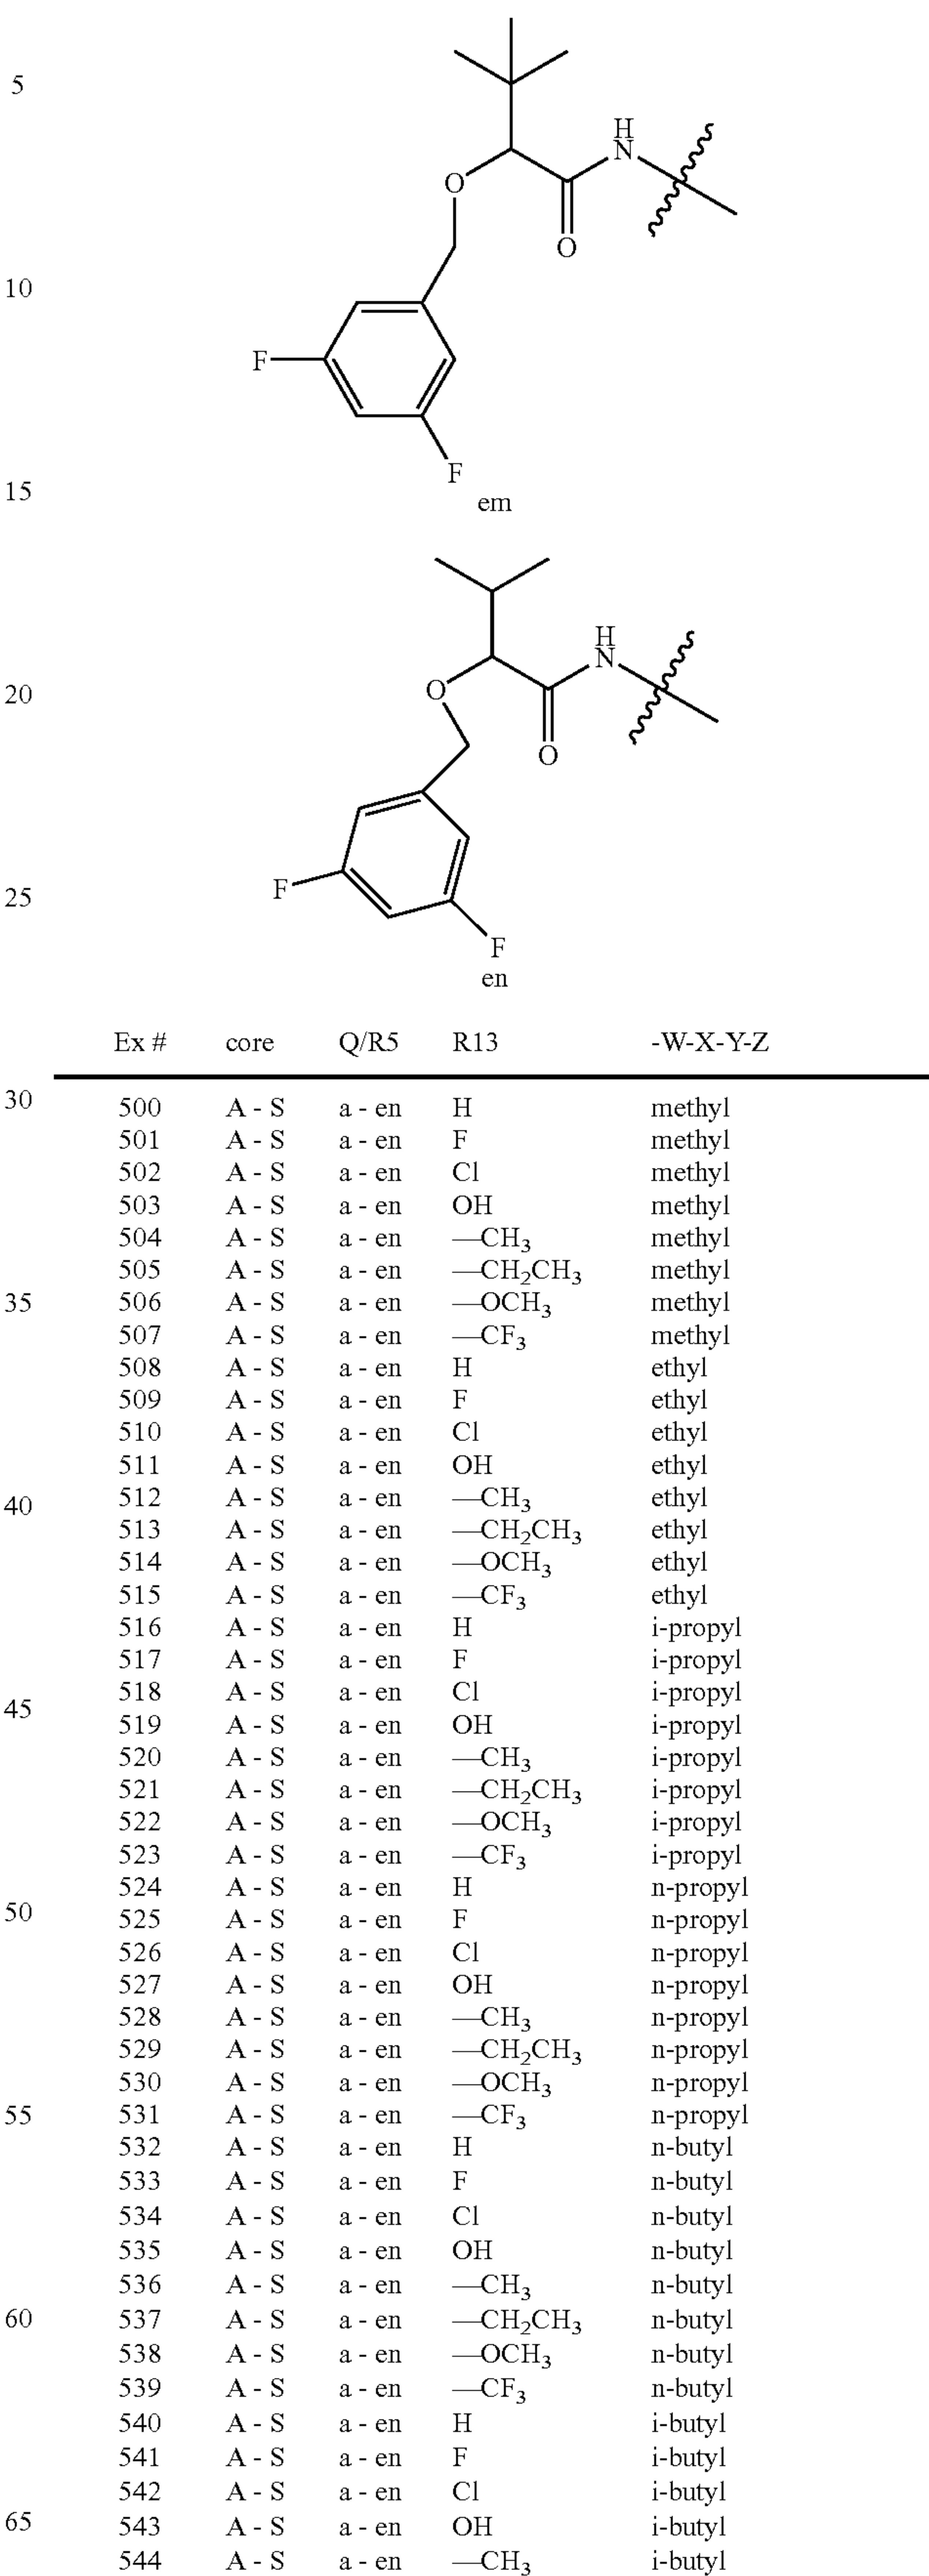 5
H
N
O
O
10
F
F
15
em
H
N
20
O
O
F
25
F
en
Ex # core Q/R5 R13 -W-X-Y-Z
30
500 A - S a - en H methyl
501 A - S a - en F methyl
502 A - S a - en Cl methyl
503 A - S a - en OH methyl
504 A - S a - en —CH₃ methyl
505 A - S a - en —CH₂CH₃ methyl
35
506 A - S a - en —OCH₃ methyl
507 A - S a - en —CF₃ methyl
508 A - S a - en H ethyl
509 A - S a - en F ethyl
510 A - S a - en Cl ethyl
511 A - S a - en OH ethyl
40
512 A - S a - en —CH₃ ethyl
513 A - S a - en —CH₂CH₃ ethyl
514 A - S a - en —OCH₃ ethyl
515 A - S a - en —CF₃ ethyl
516 A - S a - en H i-propyl
517 A - S a - en F i-propyl
518 A - S a - en Cl i-propyl
45
519 A - S a - en OH i-propyl
520 A - S a - en —CH₃ i-propyl
521 A - S a - en —CH₂CH₃ i-propyl
522 A - S a - en —OCH₃ i-propyl
523 A - S a - en —CF₃ i-propyl
524 A - S a - en H n-propyl
50
525 A - S a - en F n-propyl
526 A - S a - en Cl n-propyl
527 A - S a - en OH n-propyl
528 A - S a - en —CH₃ n-propyl
529 A - S a - en —CH₂CH₃ n-propyl
530 A - S a - en —OCH₃ n-propyl
55
531 A - S a - en —CF₃ n-propyl
532 A - S a - en H n-butyl
533 A - S a - en F n-butyl
534 A - S a - en Cl n-butyl
535 A - S a - en OH n-butyl
536 A - S a - en —CH₃ n-butyl
60
537 A - S a - en —CH₂CH₃ n-butyl
538 A - S a - en —OCH₃ n-butyl
539 A - S a - en —CF₃ n-butyl
540 A - S a - en H i-butyl
541 A - S a - en F i-butyl
542 A - S a - en Cl i-butyl
65
543 A - S a - en OH i-butyl
544 A - S a - en —CH₃ i-butyl